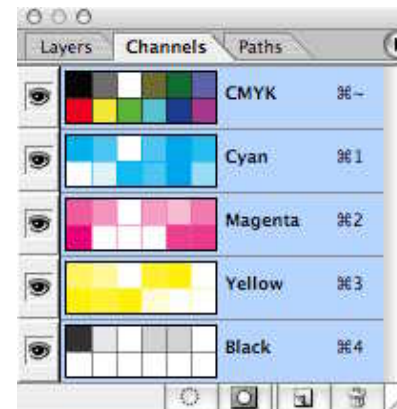 Layers Channels Paths
CMYK ⌘~
Cyan ⌘1
Magenta ⌘2
Yellow ⌘3
Black ⌘4